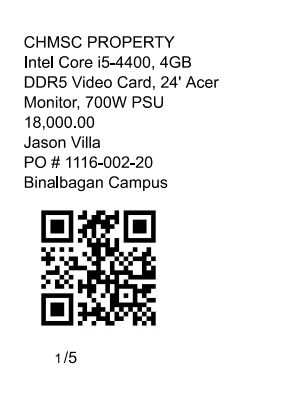 CHMSC PROPERTY
Intel Core i5-4400, 4GB
DDR5 Video Card, 24' Acer
Monitor, 700W PSU
18,000.00
Jason Villa
PO # 1116-002-20
Binalbagan Campus
1/5